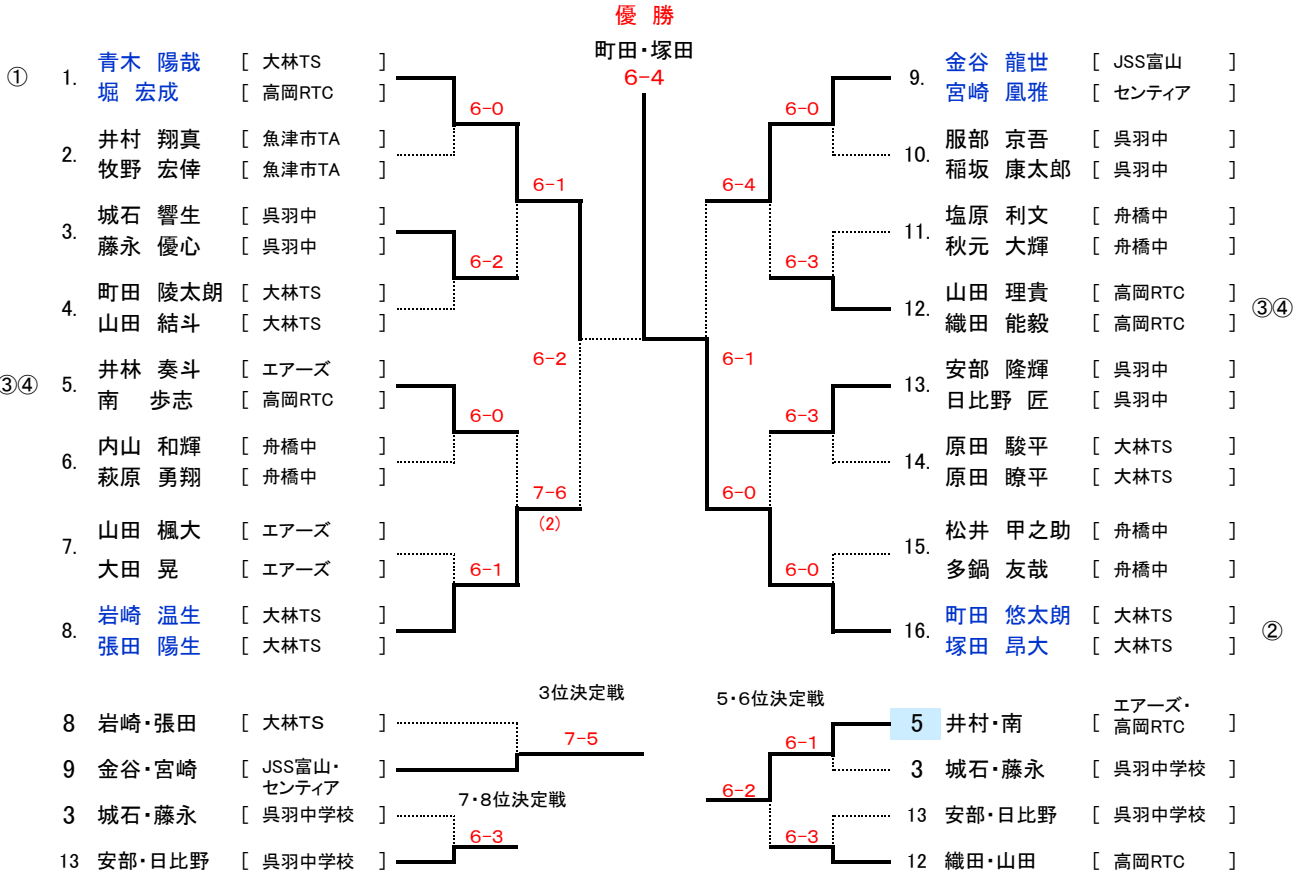 優 勝
町田・塚田
6-4
① 1. 青木 陽哉 [ 大林TS ]
堀 宏成 [ 高岡RTC ]
6-0
2. 井村 翔真 [ 魚津市TA ]
牧野 宏倖 [ 魚津市TA ]
6-1
3. 城石 響生 [ 呉羽中 ]
藤永 優心 [ 呉羽中 ]
6-2
4. 町田 陵太朗 [ 大林TS ]
山田 結斗 [ 大林TS ]
6-2
③④ 5. 井林 奏斗 [ エアーズ ]
南 歩志 [ 高岡RTC ]
6-0
6. 内山 和輝 [ 舟橋中 ]
萩原 勇翔 [ 舟橋中 ]
7-6
(2)
7. 山田 楓大 [ エアーズ ]
大田 晃 [ エアーズ ]
6-1
8. 岩崎 温生 [ 大林TS ]
張田 陽生 [ 大林TS ]
9. 金谷 龍世 [ JSS富山 ]
宮崎 凰雅 [ センティア ]
6-0
10. 服部 京吾 [ 呉羽中 ]
稲坂 康太郎 [ 呉羽中 ]
6-4
11. 塩原 利文 [ 舟橋中 ]
秋元 大輝 [ 舟橋中 ]
6-3
12. 山田 理貴 [ 高岡RTC ] ③④
織田 能毅 [ 高岡RTC ]
6-1
13. 安部 隆輝 [ 呉羽中 ]
日比野 匠 [ 呉羽中 ]
6-3
14. 原田 駿平 [ 大林TS ]
原田 瞭平 [ 大林TS ]
6-0
15. 松井 甲之助 [ 舟橋中 ]
多鍋 友哉 [ 舟橋中 ]
6-0
16. 町田 悠太朗 [ 大林TS ] ②
塚田 昂大 [ 大林TS ]
3位決定戦
8 岩崎・張田 [ 大林TS ]
7-5
9 金谷・宮崎 [ JSS富山・
センティア ]
7・8位決定戦
3 城石・藤永 [ 呉羽中学校 ]
6-3
13 安部・日比野 [ 呉羽中学校 ]
5・6位決定戦
5 井村・南 [ エアーズ・
高岡RTC ]
6-1
3 城石・藤永 [ 呉羽中学校 ]
6-2
13 安部・日比野 [ 呉羽中学校 ]
6-3
12 織田・山田 [ 高岡RTC ]